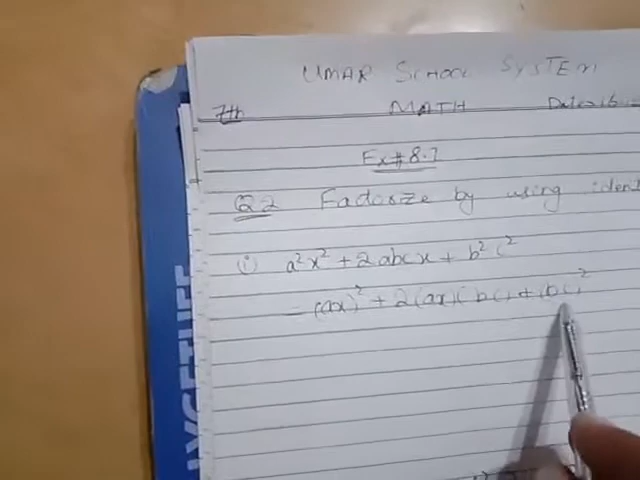 UMAR SCHOOL SYSTEM
7th MATH
Ex# 8.7
Q2 Factorize by using
(i) a²x² + 2abcx + b²c²
= (ax)² + 2(ax)(bc) + (bc)²